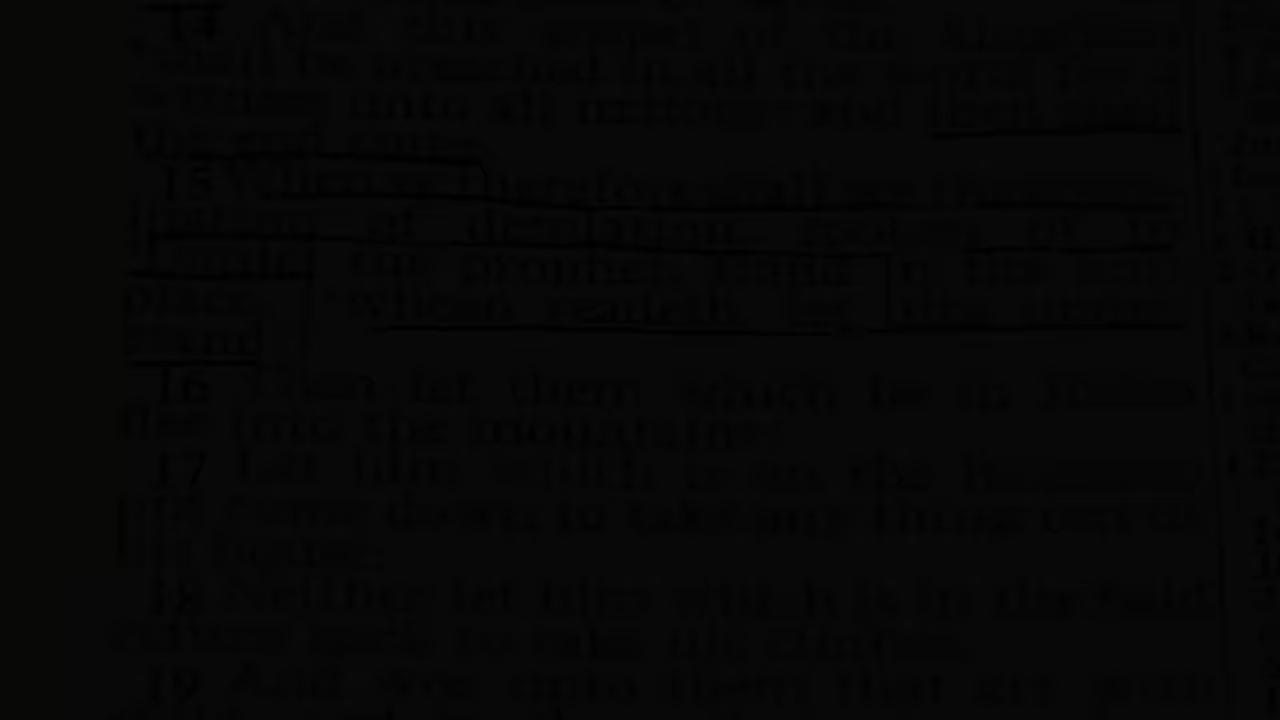 14 And this gospel of the kingdom
shall be preached in all the world for a
witness unto all nations; and then shall
the end come.
15 When ye therefore shall see the
of desolation, spoken of by
the prophet, stand in the holy
place, whoso readeth, let him under-
stand
16 Then let them which be in Judaea
flee into the mountains:
17 Let him which is on the housetop
not come down to take any thing out of
his house:
18 Neither let him which is in the field
return back to take his clothes.
19 And woe unto them that are with